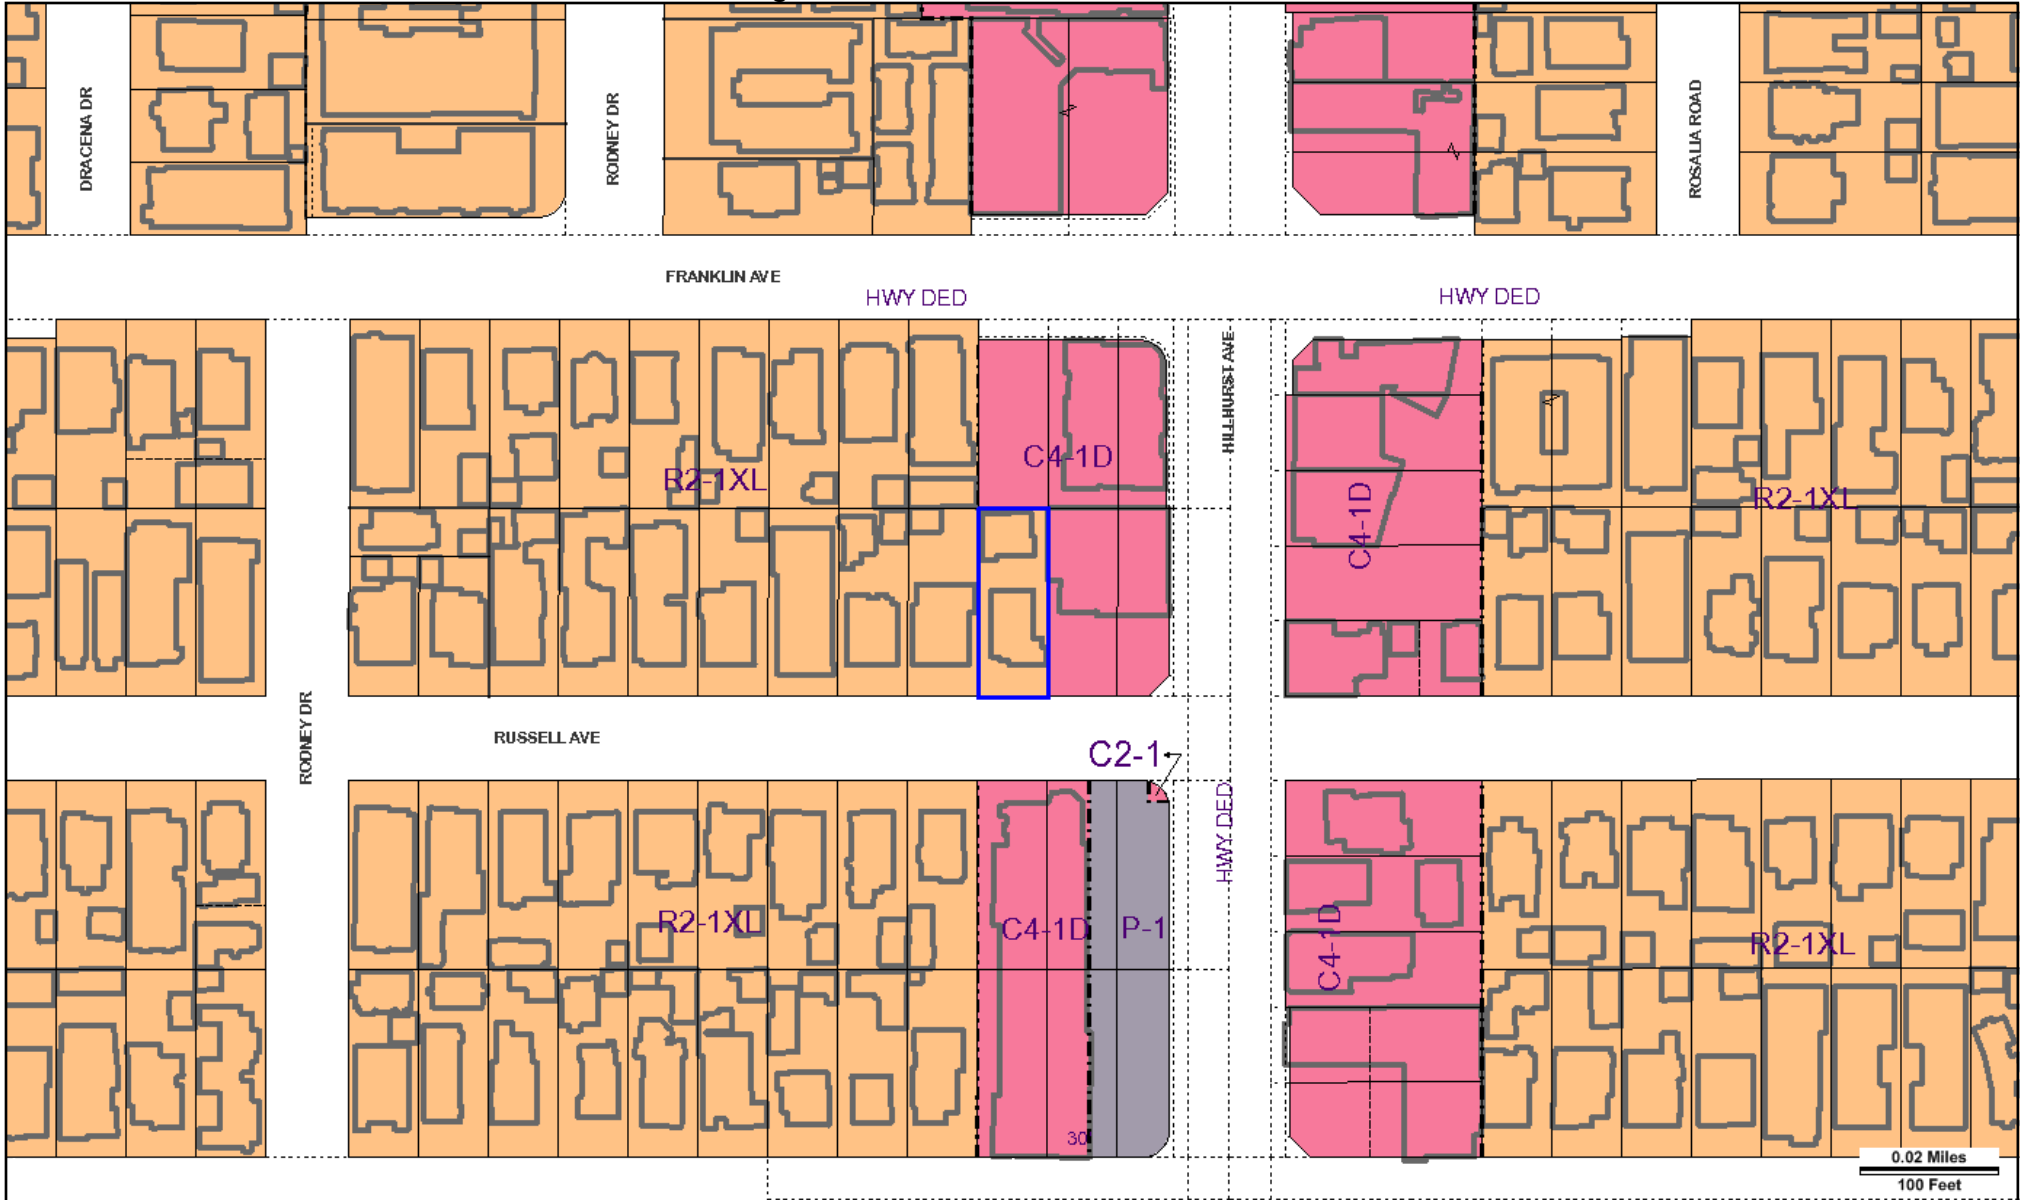 DRACENA DR
RODNEY DR
ROSALIA ROAD
FRANKLIN AVE
HWY DED
HWY DED
HILLHURST AVE
C4-1D
R2-1XL
C4-1D
R2-1XL
RODNEY DR
RUSSELL AVE
C2-1
HWY DED
R2-1XL
C4-1D
P-1
C4-1D
R2-1XL
30
0.02 Miles
100 Feet